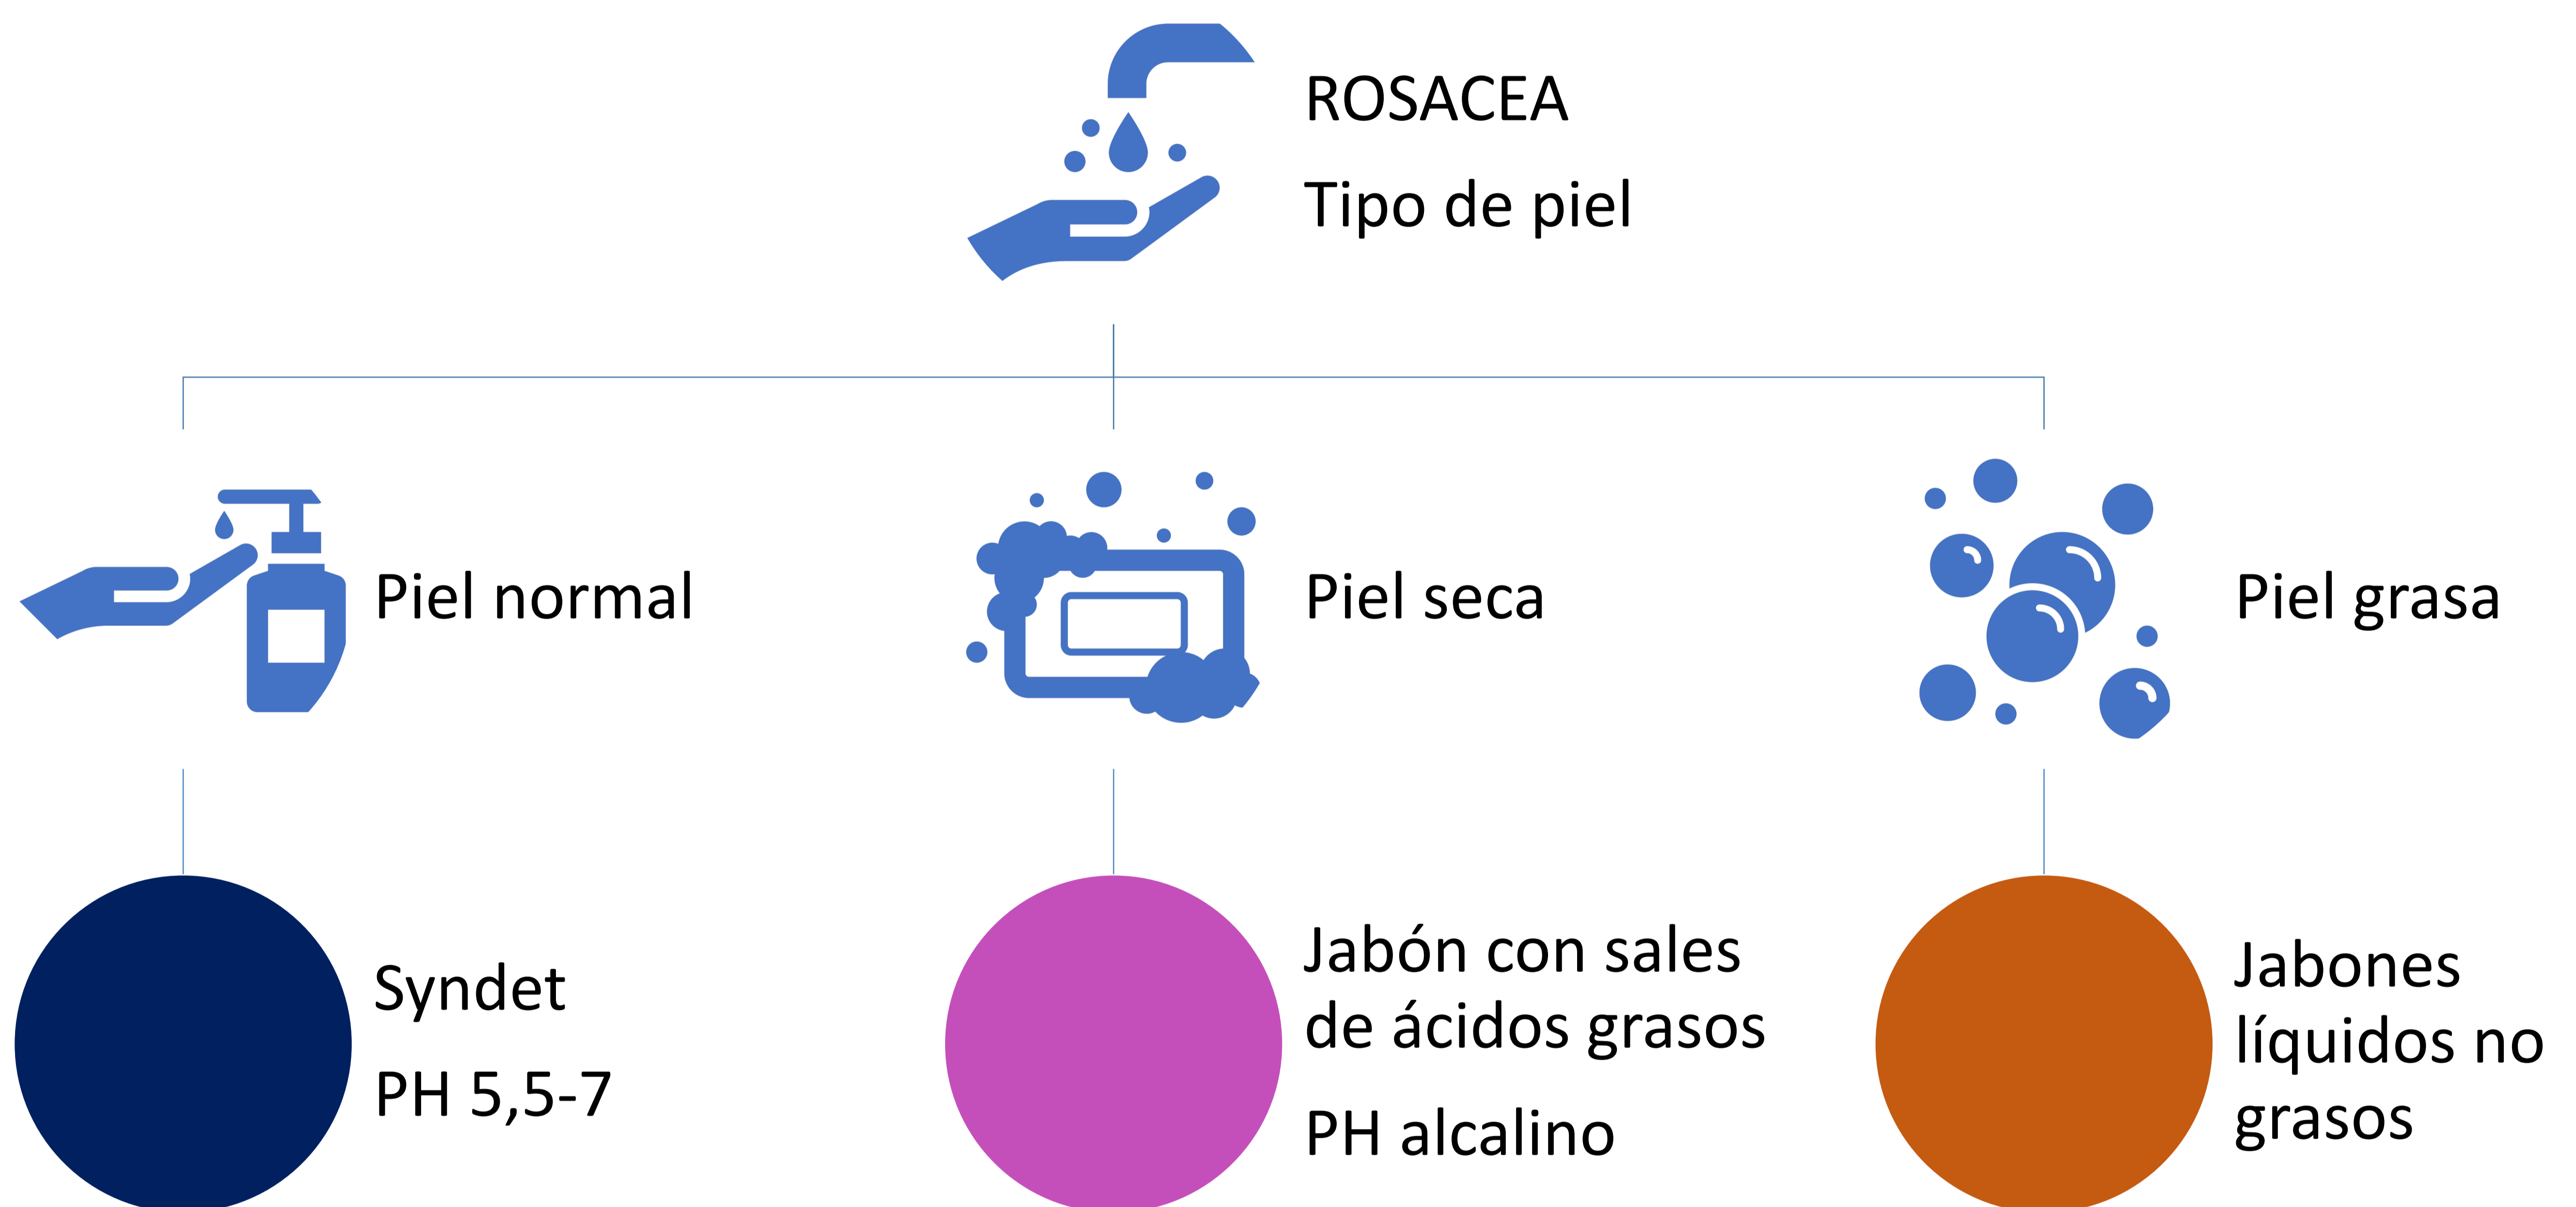 ROSACEA
Tipo de piel
Piel normal
Piel seca
Piel grasa
Syndet
PH 5,5-7
Jabón con sales
de ácidos grasos
PH alcalino
Jabones
líquidos no
grasos